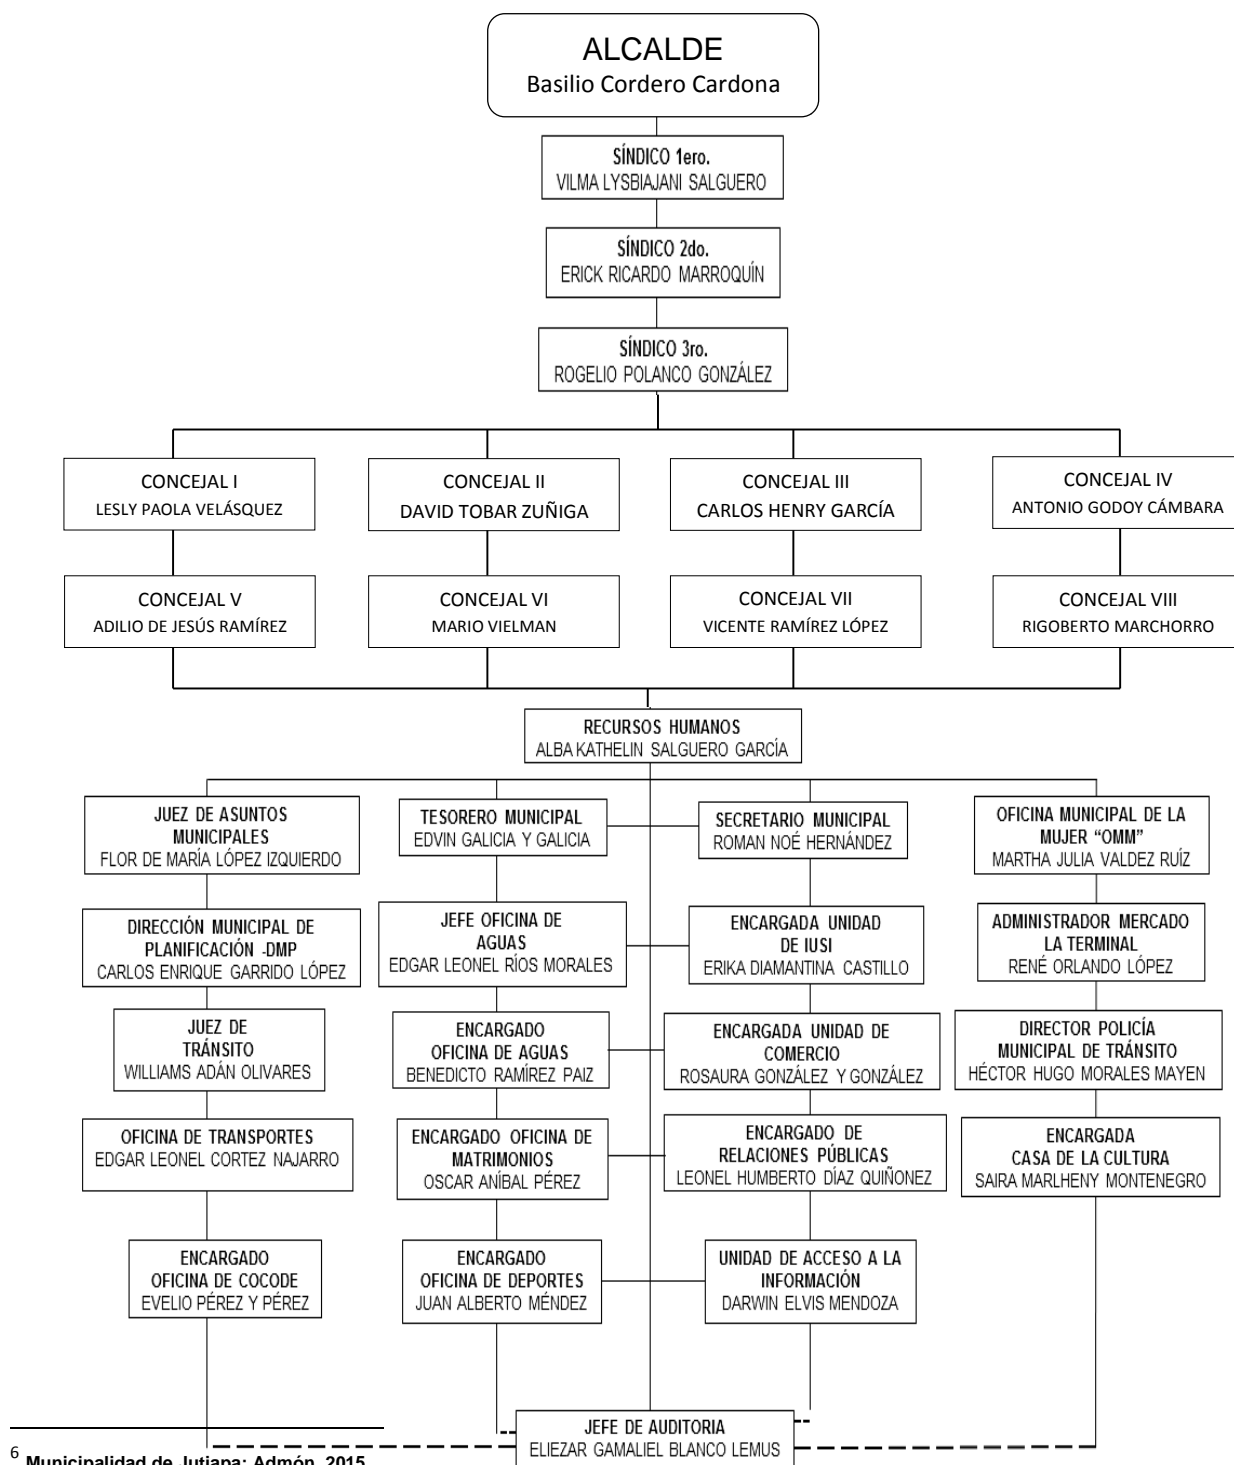 ALCALDE
Basilio Cordero Cardona
SÍNDICO 1ero.
VILMA LYSBIAJANI SALGUERO
SÍNDICO 2do.
ERICK RICARDO MARROQUÍN
SÍNDICO 3ro.
ROGELIO POLANCO GONZÁLEZ
CONCEJAL I
LESLY PAOLA VELÁSQUEZ
CONCEJAL II
DAVID TOBAR ZUÑIGA
CONCEJAL III
CARLOS HENRY GARCÍA
CONCEJAL IV
ANTONIO GODOY CÁMBARA
CONCEJAL V
ADILIO DE JESÚS RAMÍREZ
CONCEJAL VI
MARIO VIELMAN
CONCEJAL VII
VICENTE RAMÍREZ LÓPEZ
CONCEJAL VIII
RIGOBERTO MARCHORRO
RECURSOS HUMANOS
ALBA KATHELIN SALGUERO GARCÍA
JUEZ DE ASUNTOS
MUNICIPALES
FLOR DE MARÍA LÓPEZ IZQUIERDO
TESORERO MUNICIPAL
EDVIN GALICIA Y GALICIA
SECRETARIO MUNICIPAL
ROMAN NOÉ HERNÁNDEZ
OFICINA MUNICIPAL DE LA
MUJER “OMM”
MARTHA JULIA VALDEZ RUÍZ
DIRECCIÓN MUNICIPAL DE
PLANIFICACIÓN -DMP
CARLOS ENRIQUE GARRIDO LÓPEZ
JEFE OFICINA DE
AGUAS
EDGAR LEONEL RÍOS MORALES
ENCARGADA UNIDAD
DE IUSI
ERIKA DIAMANTINA CASTILLO
ADMINISTRADOR MERCADO
LA TERMINAL
RENÉ ORLANDO LÓPEZ
JUEZ DE
TRÁNSITO
WILLIAMS ADÁN OLIVARES
ENCARGADO
OFICINA DE AGUAS
BENEDICTO RAMÍREZ PAIZ
ENCARGADA UNIDAD DE
COMERCIO
ROSAURA GONZÁLEZ Y GONZÁLEZ
DIRECTOR POLICÍA
MUNICIPAL DE TRÁNSITO
HÉCTOR HUGO MORALES MAYEN
OFICINA DE TRANSPORTES
EDGAR LEONEL CORTEZ NAJARRO
ENCARGADO OFICINA DE
MATRIMONIOS
OSCAR ANÍBAL PÉREZ
ENCARGADO DE
RELACIONES PÚBLICAS
LEONEL HUMBERTO DÍAZ QUIÑONEZ
ENCARGADA
CASA DE LA CULTURA
SAIRA MARLHENY MONTENEGRO
ENCARGADO
OFICINA DE COCODE
EVELIO PÉREZ Y PÉREZ
ENCARGADO
OFICINA DE DEPORTES
JUAN ALBERTO MÉNDEZ
UNIDAD DE ACCESO A LA
INFORMACIÓN
DARWIN ELVIS MENDOZA
JEFE DE AUDITORIA
ELIEZAR GAMALIEL BLANCO LEMUS
6 Municipalidad de Jutiapa: Admón. 2015